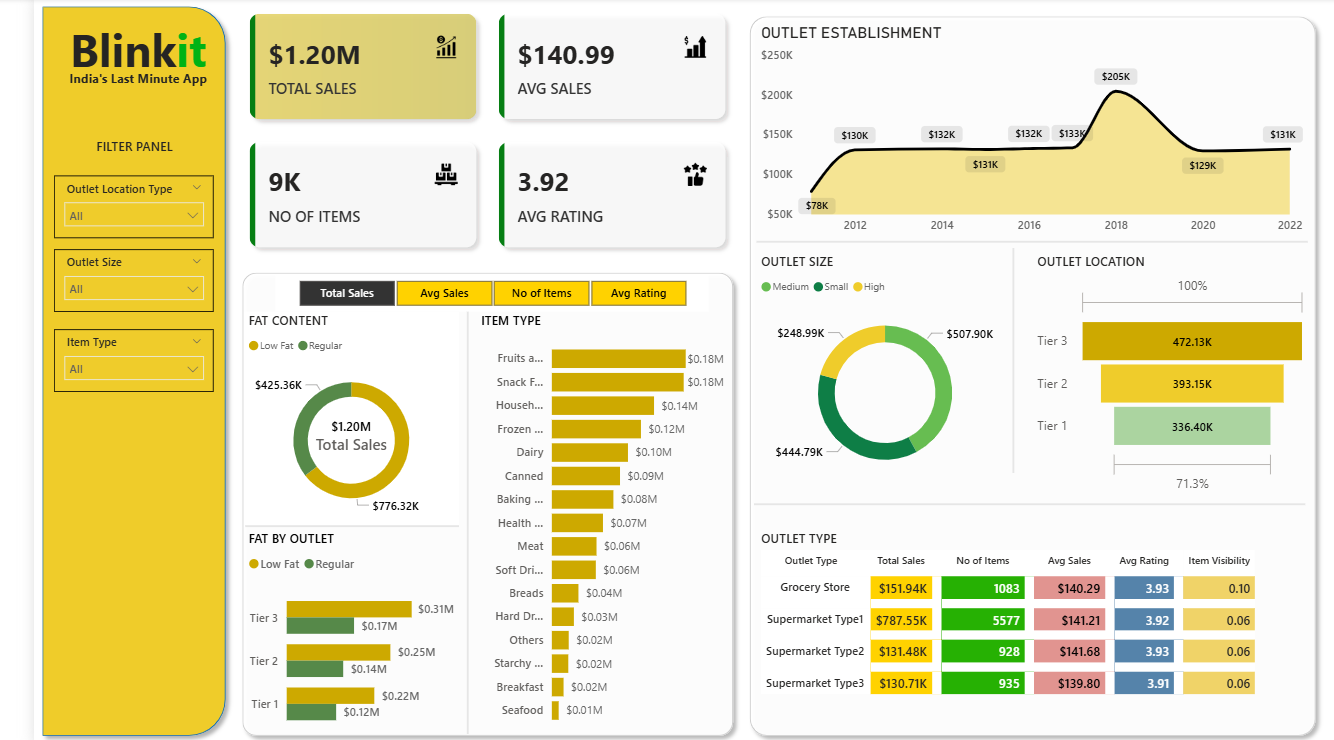 Blinkit
India's Last Minute App
FILTER PANEL
Outlet Location Type
All
Outlet Size
All
Item Type
All
$1.20M
TOTAL SALES
$140.99
AVG SALES
9K
NO OF ITEMS
3.92
AVG RATING
Total Sales Avg Sales No of Items Avg Rating
FAT CONTENT
Low Fat Regular
$425.36K
$1.20M
Total Sales
$776.32K
FAT BY OUTLET
Low Fat Regular
Tier 3 $0.31M
$0.17M
Tier 2 $0.25M
$0.14M
Tier 1 $0.22M
$0.12M
ITEM TYPE
Fruits a... $0.18M
Snack F... $0.18M
Househ... $0.14M
Frozen ... $0.12M
Dairy $0.10M
Canned $0.09M
Baking ... $0.08M
Health ... $0.07M
Meat $0.06M
Soft Dri... $0.06M
Breads $0.04M
Hard Dr... $0.03M
Others $0.02M
Starchy ... $0.02M
Breakfast $0.02M
Seafood $0.01M
OUTLET ESTABLISHMENT
$250K
$200K
$150K
$100K
$50K
$78K
$130K
$132K
$131K
$132K
$133K
$205K
$129K
$131K
2012 2014 2016 2018 2020 2022
OUTLET SIZE
Medium Small High
$248.99K
$507.90K
$444.79K
OUTLET LOCATION
100%
Tier 3 472.13K
Tier 2 393.15K
Tier 1 336.40K
71.3%
OUTLET TYPE
Outlet Type Total Sales No of Items Avg Sales Avg Rating Item Visibility
Grocery Store $151.94K 1083 $140.29 3.93 0.10
Supermarket Type1 $787.55K 5577 $141.21 3.92 0.06
Supermarket Type2 $131.48K 928 $141.68 3.93 0.06
Supermarket Type3 $130.71K 935 $139.80 3.91 0.06